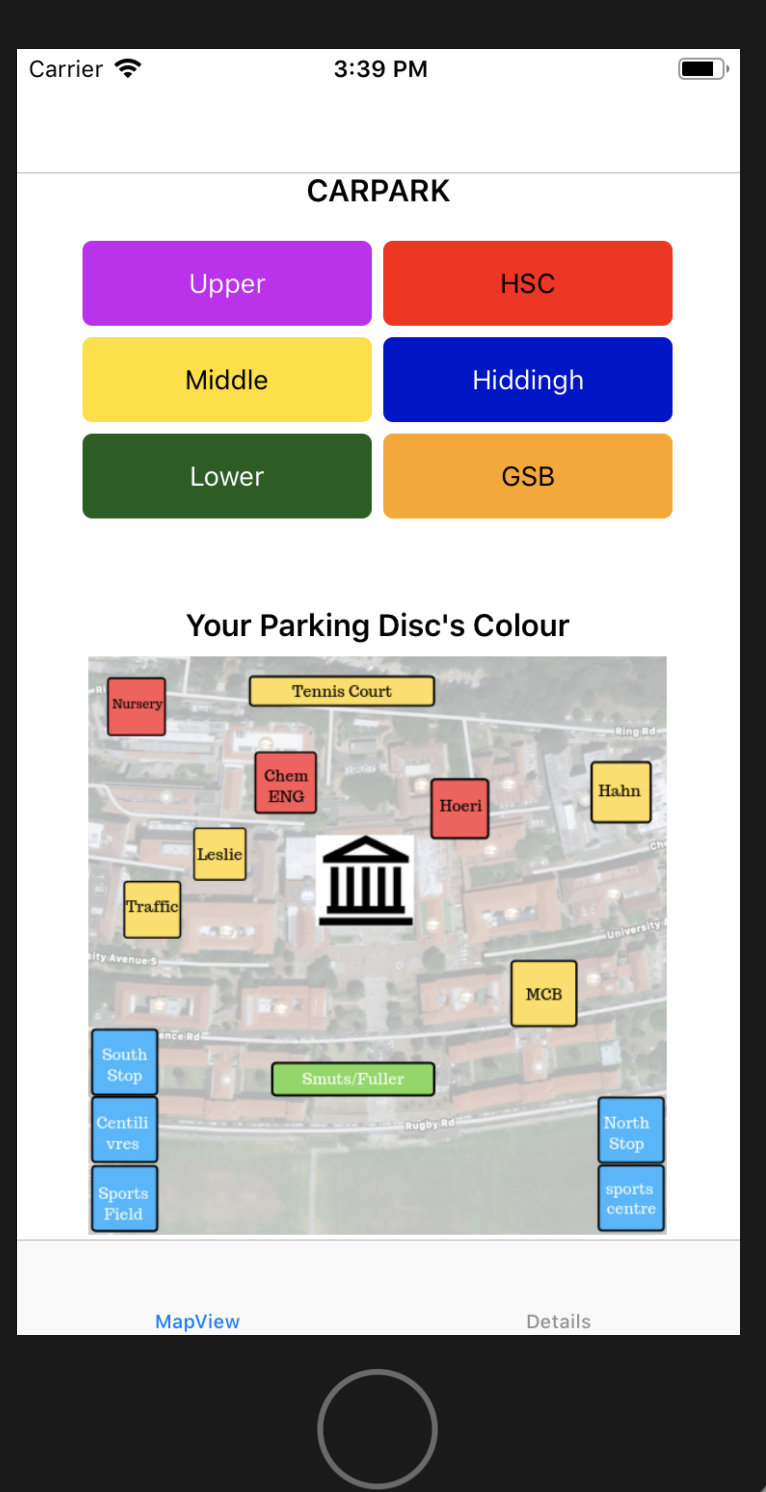 Carrier 3:39 PM
CARPARK
Upper HSC
Middle Hiddingh
Lower GSB
Your Parking Disc's Colour
Nursery
Tennis Court
Ring Rd
Chem
ENG
Hoeri
Hahn
Leslie
Traffic
University
MCB
South
Stop
Smuts/Fuller
Rugby Rd
Centili
vres
North
Stop
Sports
Field
sports
centre
MapView Details